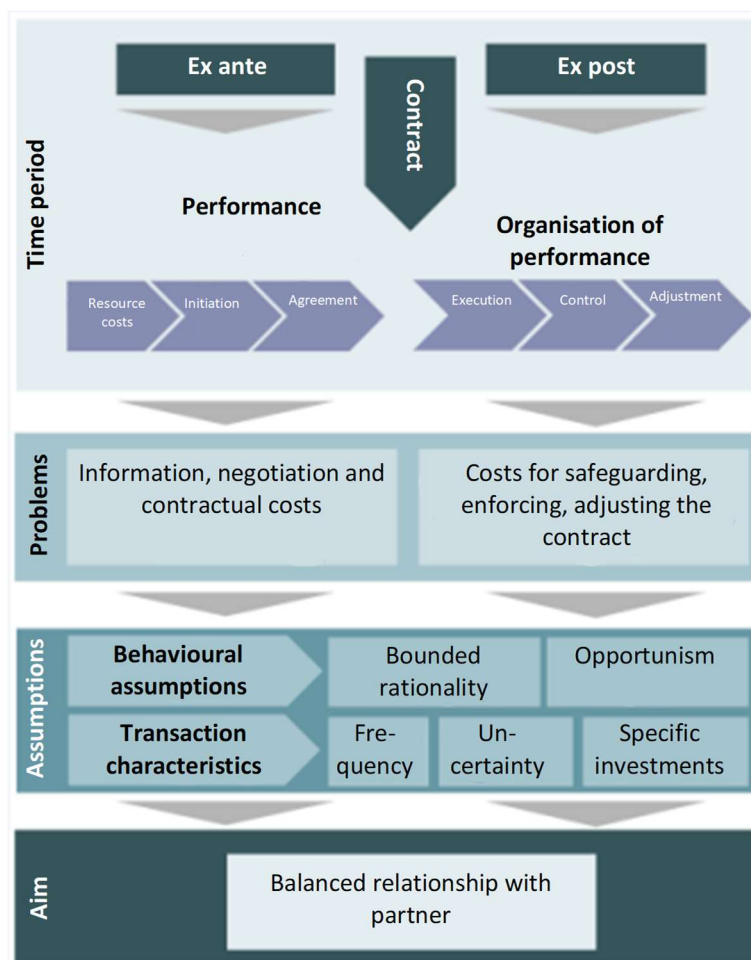 Ex ante
Contract
Ex post
Time period
Performance
Organisation of
performance
Resource
costs
Initiation
Agreement
Execution
Control
Adjustment
Problems
Information, negotiation and
contractual costs
Costs for safeguarding,
enforcing, adjusting the
contract
Assumptions
Behavioural
assumptions
Bounded
rationality
Opportunism
Transaction
characteristics
Fre-
quency
Un-
certainty
Specific
investments
Aim
Balanced relationship with
partner